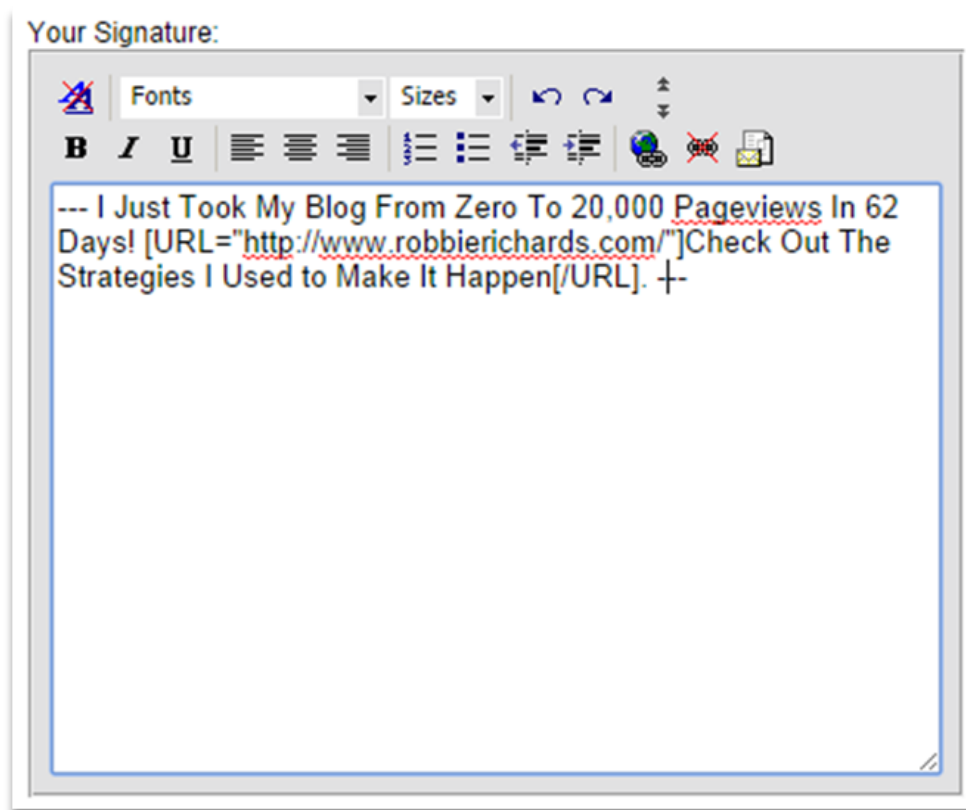 Your Signature:
Fonts Sizes
B I U
--- I Just Took My Blog From Zero To 20,000 Pageviews In 62
Days! [URL="http://www.robbierichards.com/"]Check Out The
Strategies I Used to Make It Happen[/URL]. ---